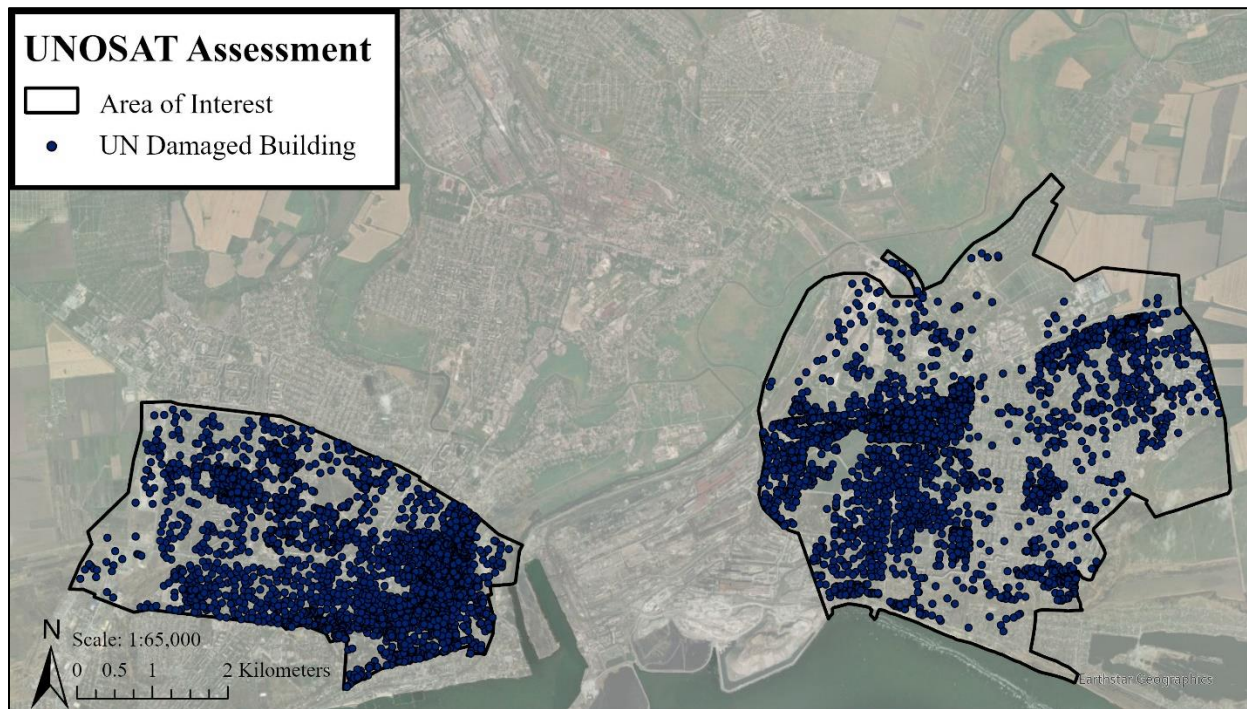 UNOSAT Assessment
Area of Interest
UN Damaged Building
N
Scale: 1:65,000
0 0.5 1 2 Kilometers
Earthstar Geographics